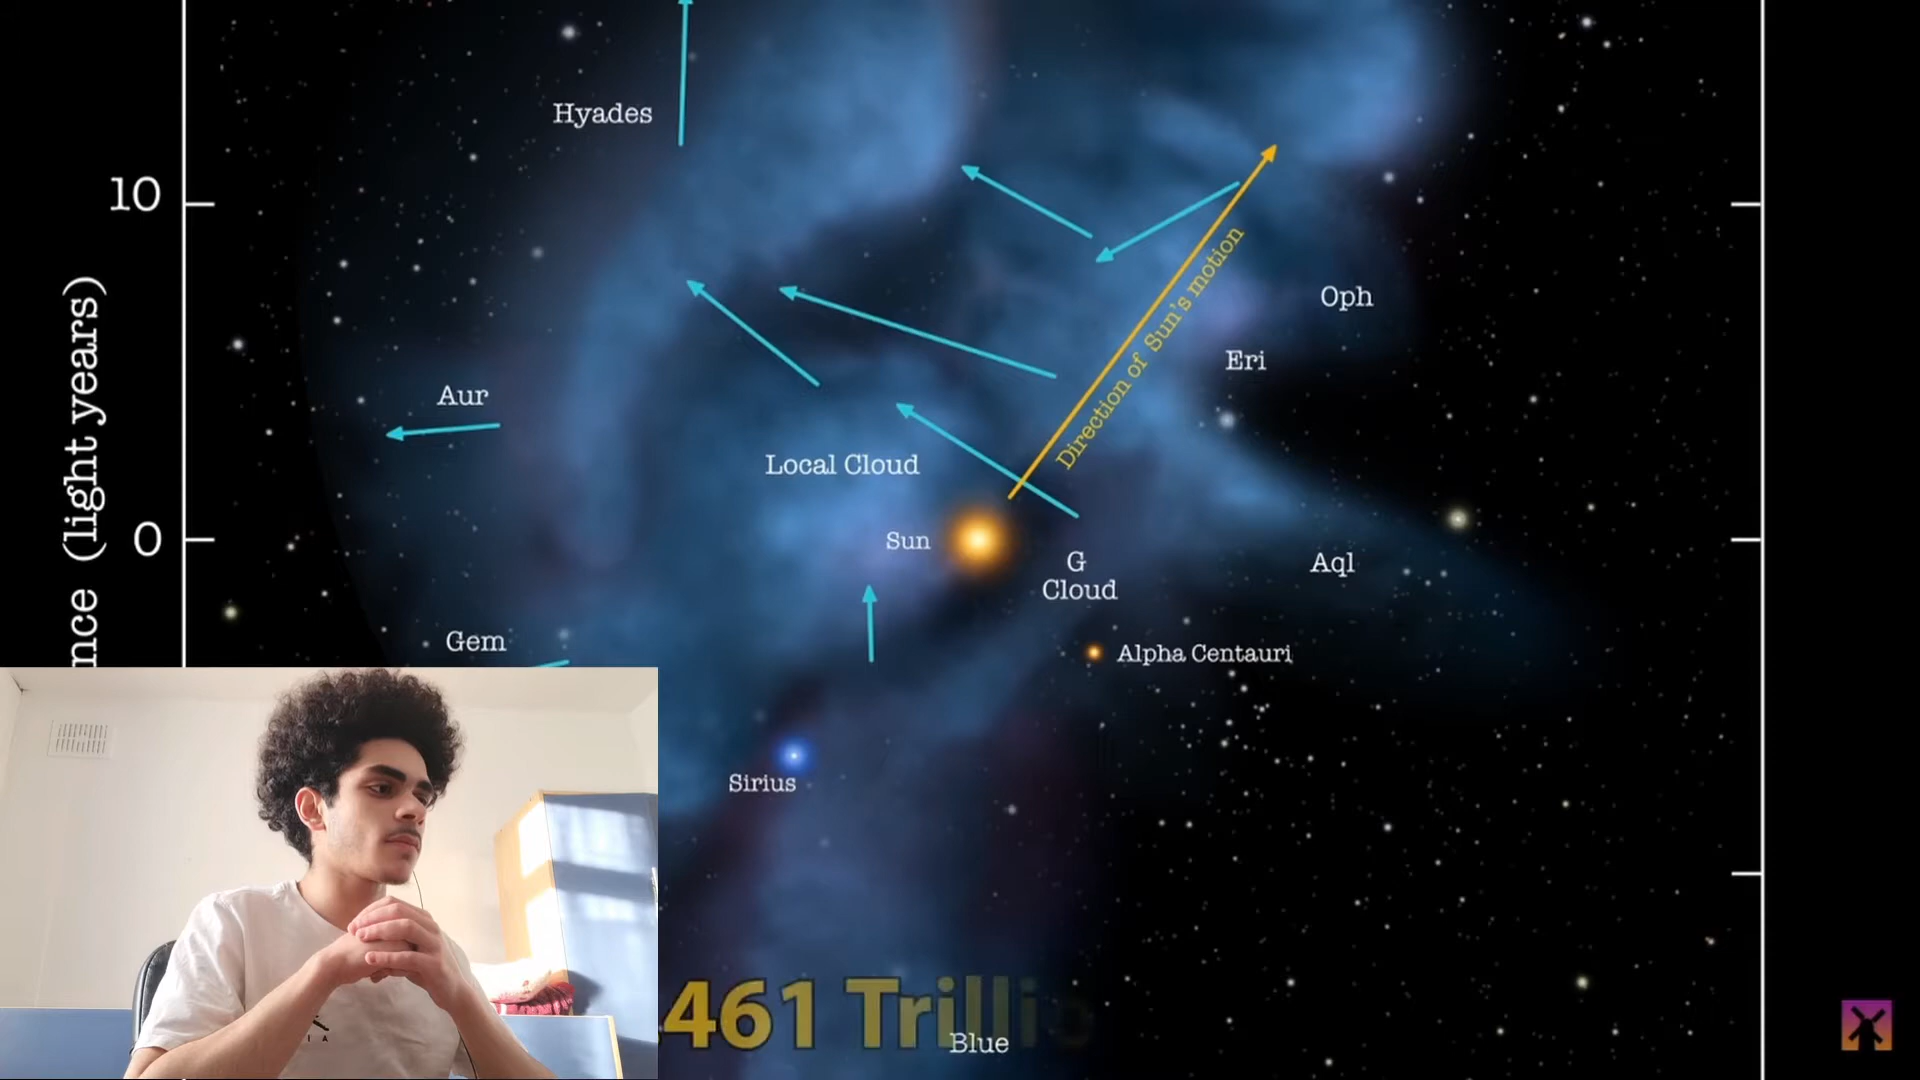 Hyades
10
Direction of Sun's motion
Oph
Eri
Aur
Local Cloud
0
Sun
G
Cloud
Aql
(light years)
Gem
Alpha Centauri
Sirius
461
Blue